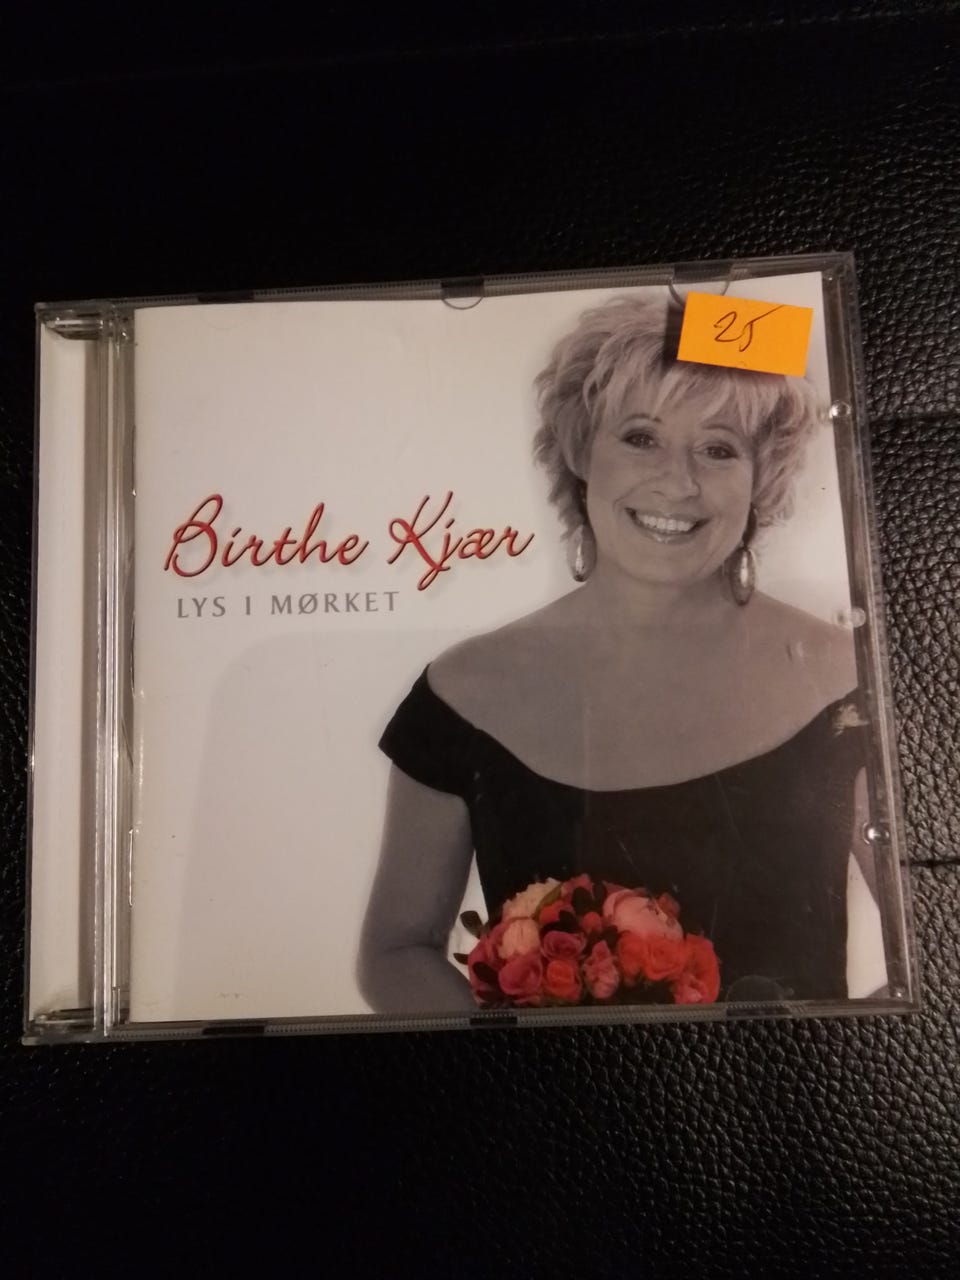 25
Birthe Kjær
LYS I MØRKET